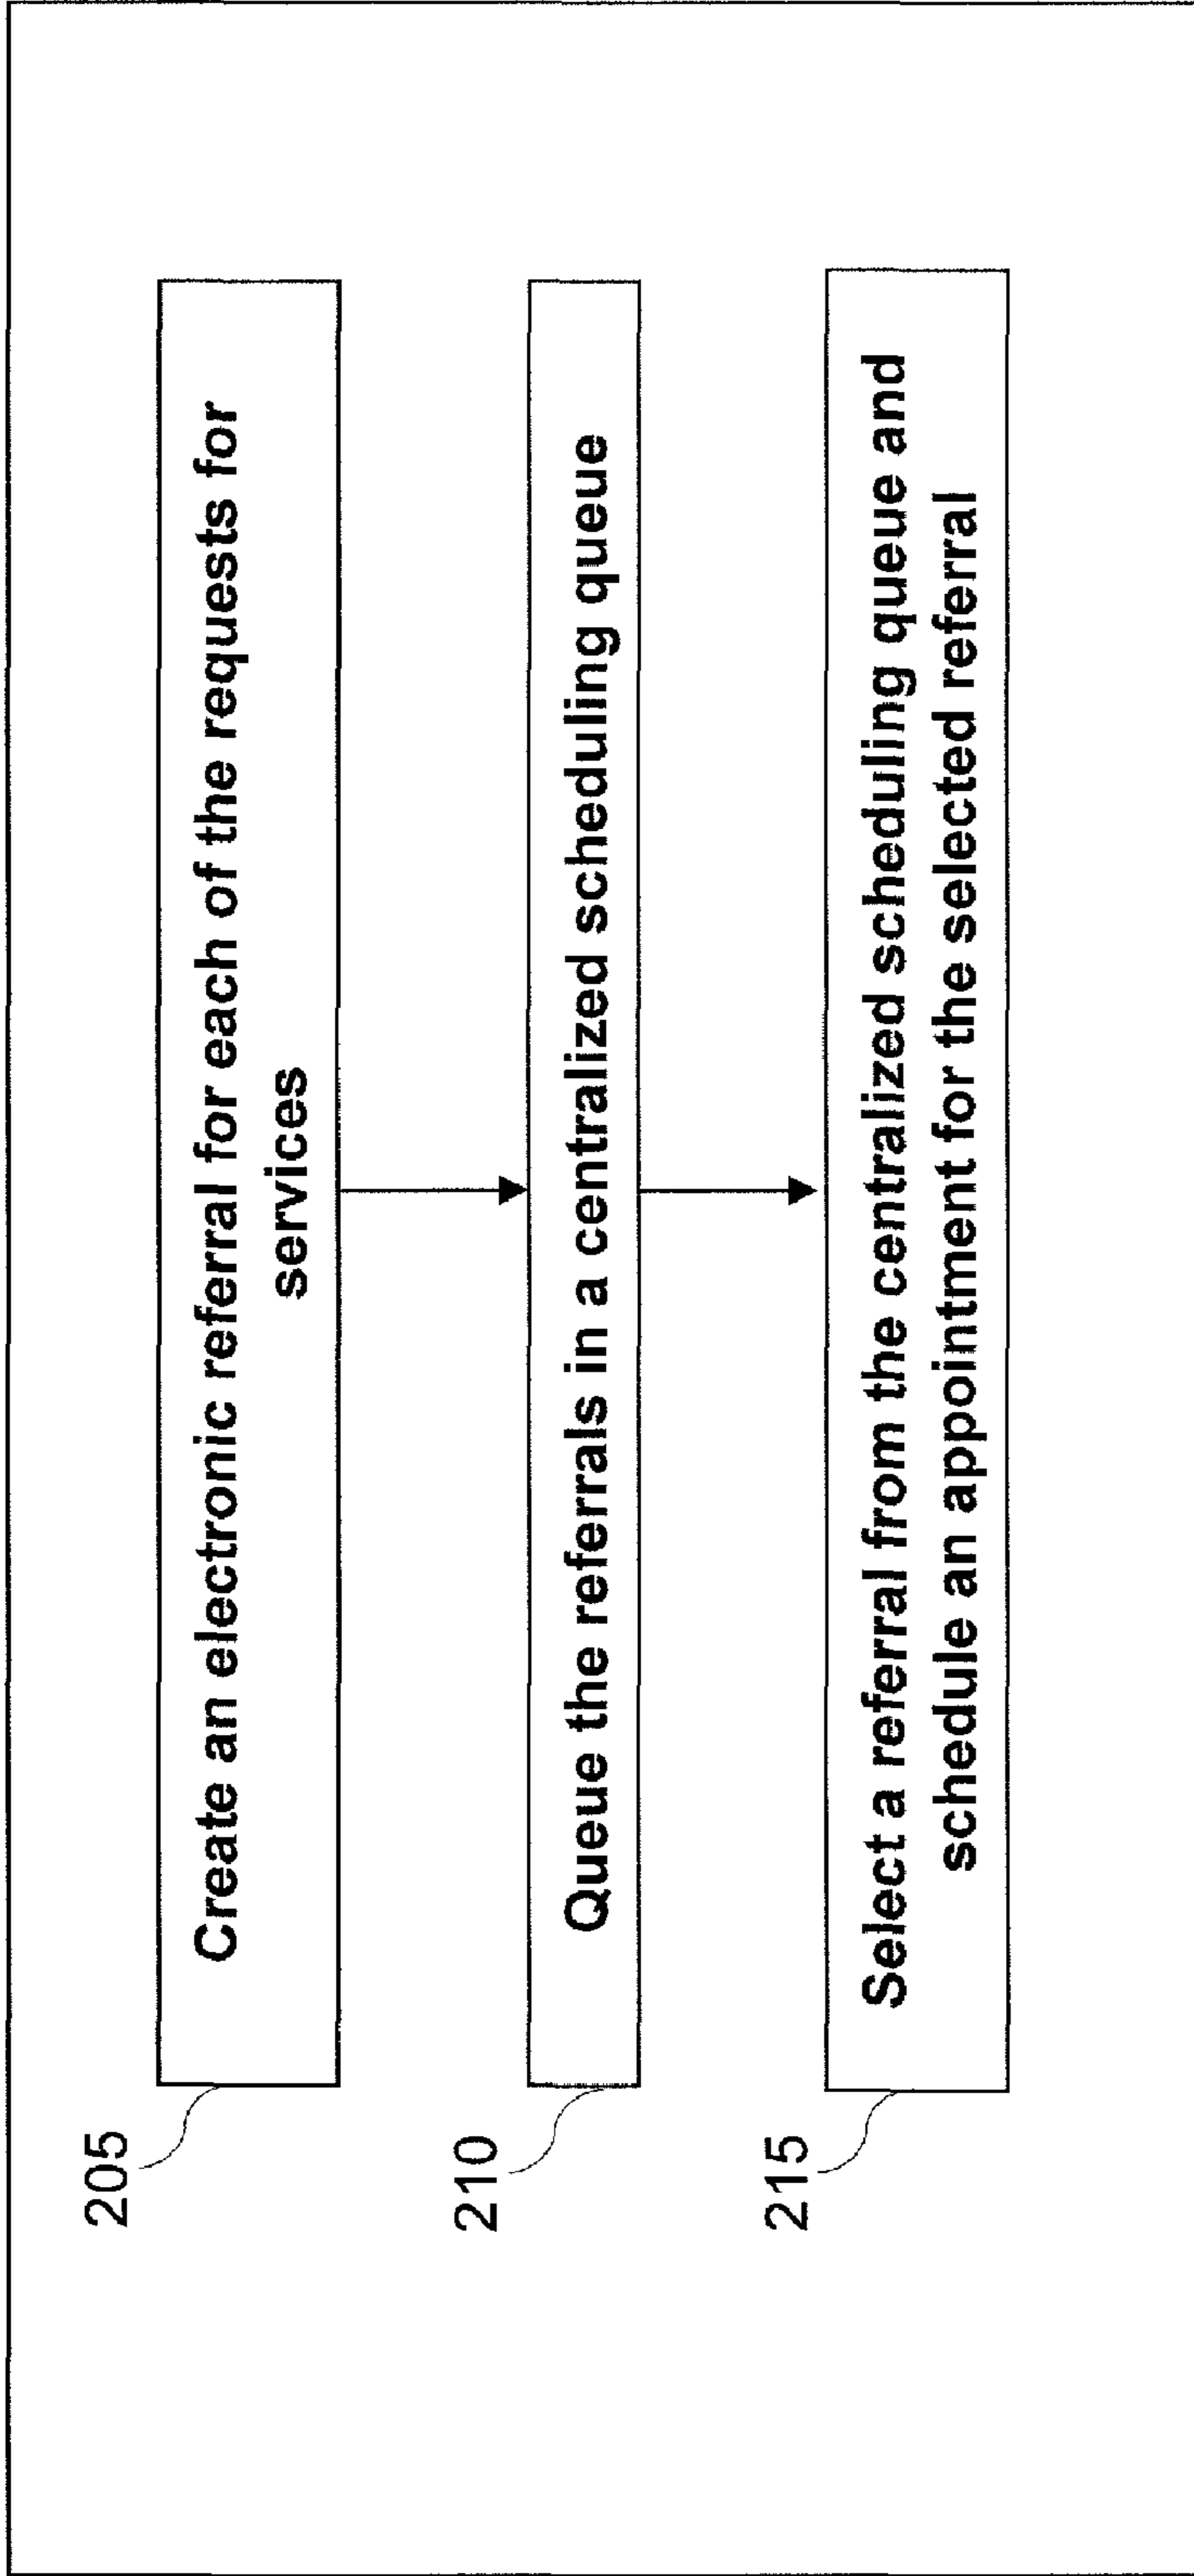 205
Create an electronic referral for each of the requests for
services
210
Queue the referrals in a centralized scheduling queue
215
Select a referral from the centralized scheduling queue and
schedule an appointment for the selected referral